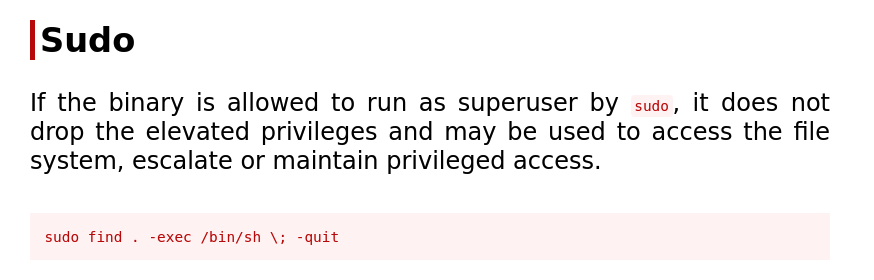 Sudo
If the binary is allowed to run as superuser by sudo, it does not
drop the elevated privileges and may be used to access the file
system, escalate or maintain privileged access.
sudo find . -exec /bin/sh \; -quit